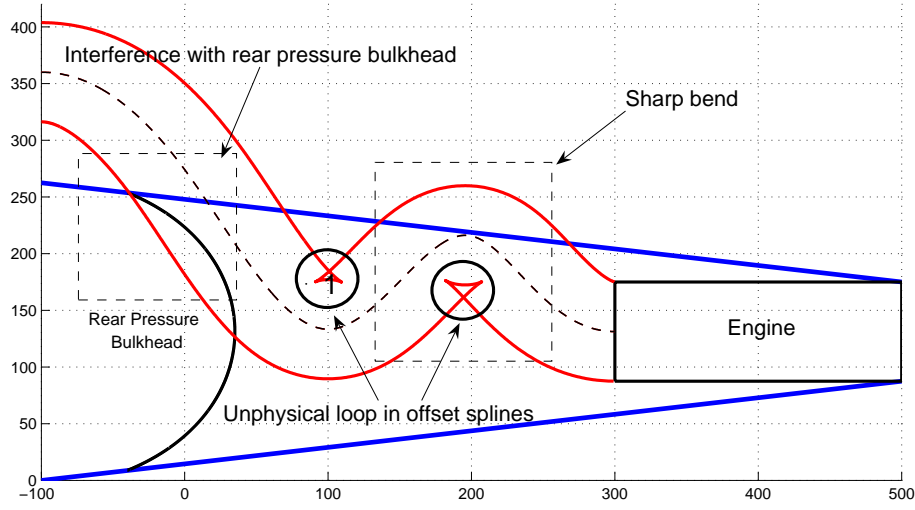 400
350
300
250
200
150
100
50
0
Interference with rear pressure bulkhead
Sharp bend
Rear Pressure
Bulkhead
Engine
Unphysical loop in offset splines
−100
0
100
200
300
400
500